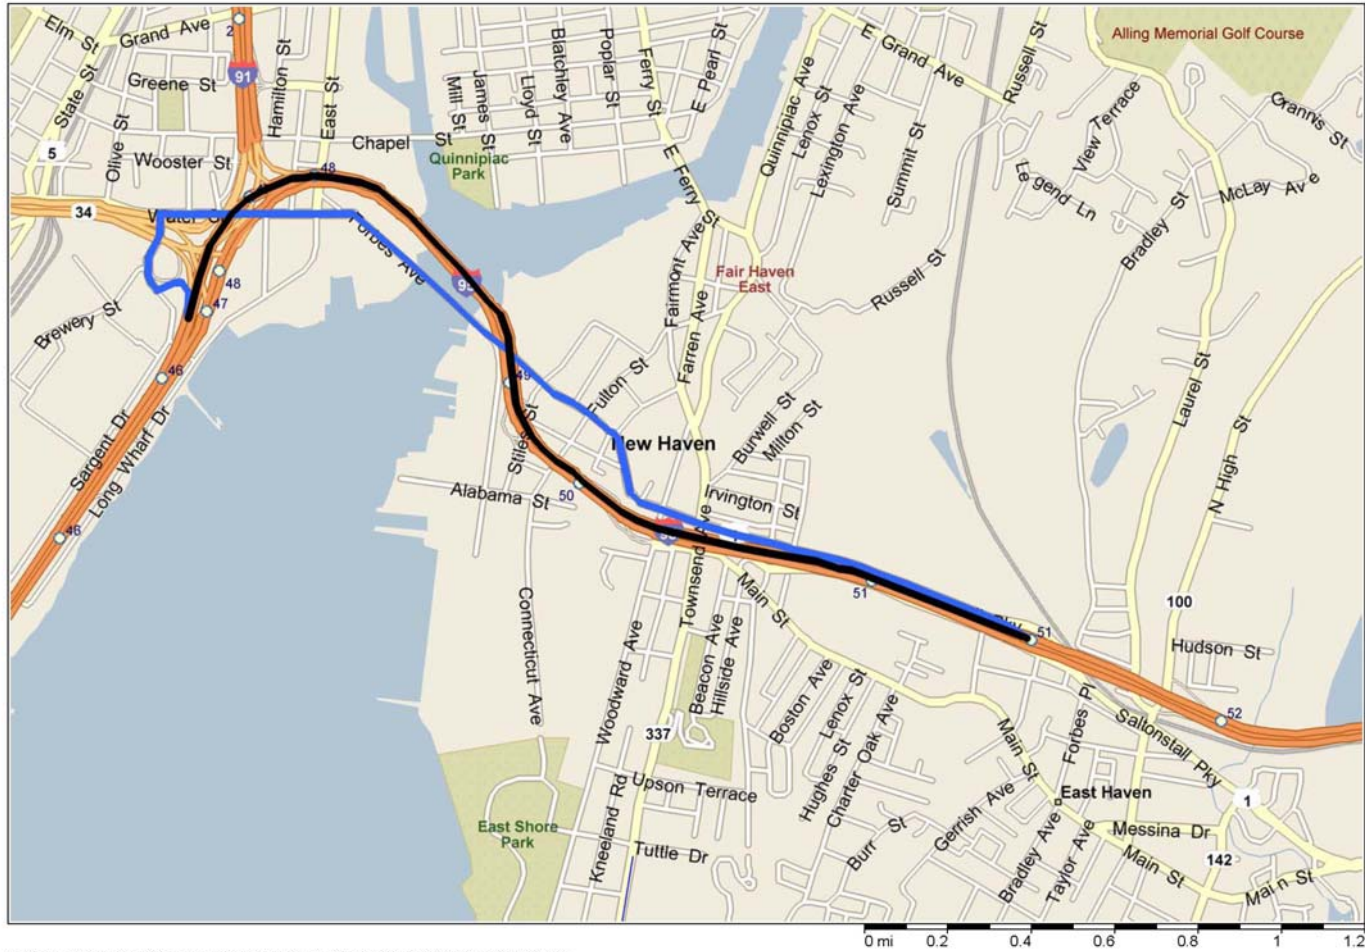 Elm St
Grand Ave
2
91
Greene St
State St
Hamilton St
East St
Olive St
Wooster St
Chapel St
5
34
48
Water
Forbes Ave
Mill St
James St
Lloyd St
Blatchley Ave
Poplar St
Ferry St
E Pearl St
Quinnipiac
Park
E Ferry St
Quinnipiac Ave
Lenox St
Lexington Ave
E Grand Ave
Summit St
Russell St
Alling Memorial Golf Course
View Terrace
Legend Ln
Crannis St
McLay Ave
Bradley St
Russell St
Fair Haven
East
Fairmont Ave
Farren Ave
95
48
47
46
46
Brewery St
Sargent Dr
Long Wharf Dr
49
Stiles St
Fulton St
New Haven
Burwell St
Milton St
Irvington St
Alabama St
50
Laurel St
N High St
100
Hudson St
51
51
52
Main St
Townsend Ave
Connecticut Ave
Woodward Ave
Beacon Ave
Hillside Ave
337
Boston Ave
Lenox St
Hughes St
Charter Oak Ave
Main St
Forbes Pl
Saltonstall Pky
Pky
Upson Terrace
Kneeland Rd
East Shore
Park
Tuttle Dr
Burr St
Gerrish Ave
East Haven
Bradley Ave
Taylor Ave
Messina Dr
1
142
Main St
Main St
0 mi 0.2 0.4 0.6 0.8 1 1.2